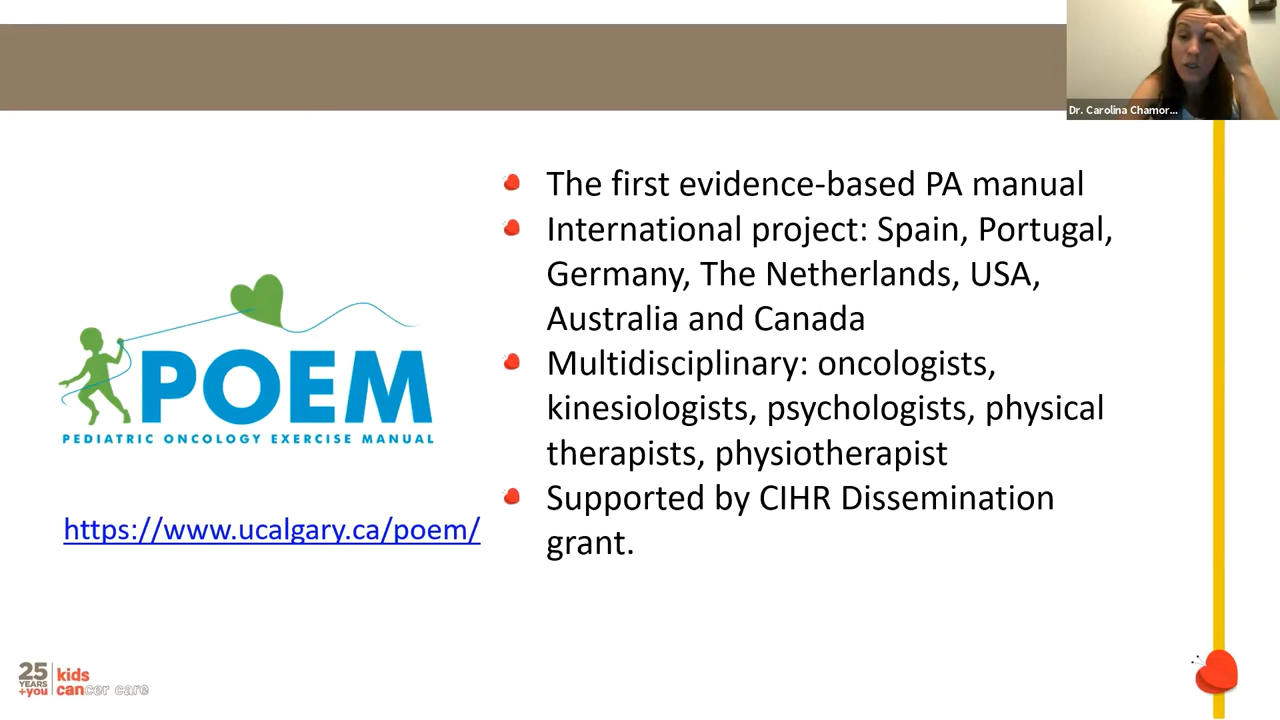 Dr. Carolina Chamor...
The first evidence-based PA manual
International project: Spain, Portugal,
Germany, The Netherlands, USA,
Australia and Canada
Multidisciplinary: oncologists,
kinesiologists, psychologists, physical
therapists, physiotherapist
Supported by CIHR Dissemination
grant.
POEM
PEDIATRIC ONCOLOGY EXERCISE MANUAL
https://www.ucalgary.ca/poem/
25
YEARS
+you
kids
cancer care